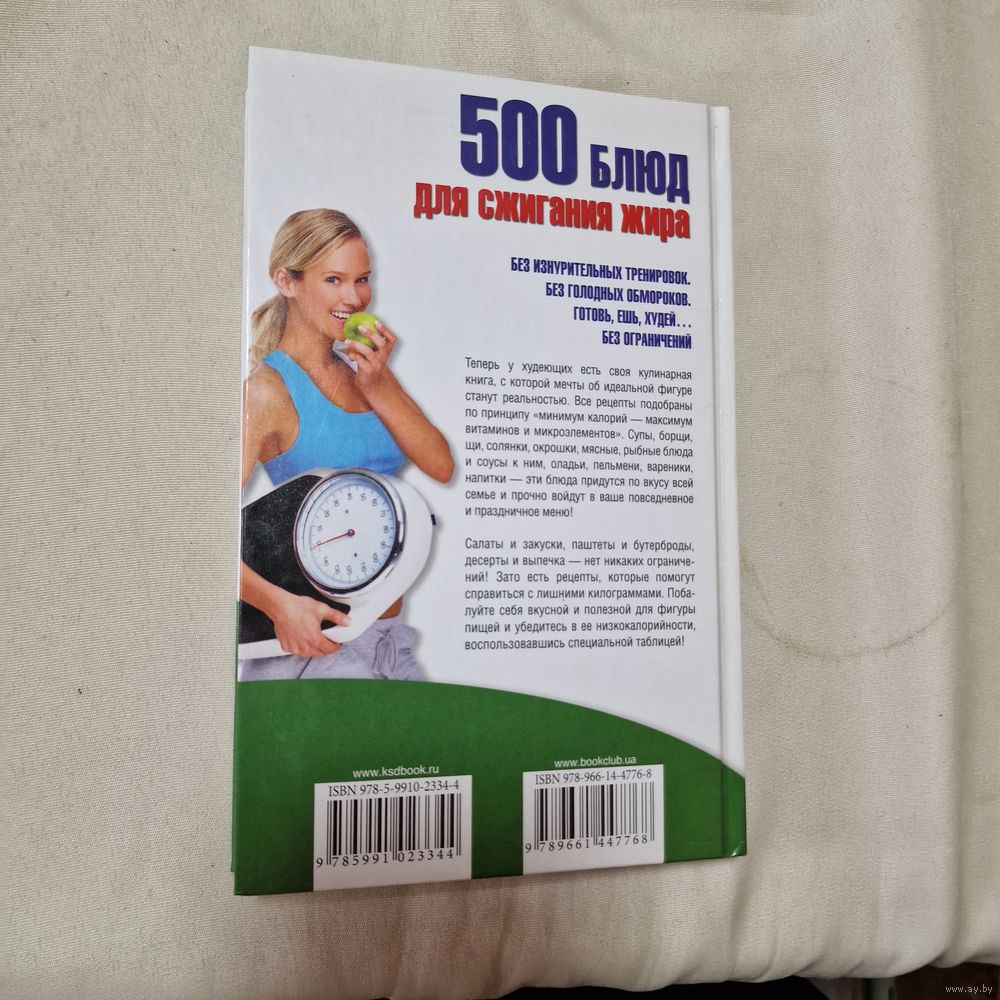 500 БЛЮД
ДЛЯ СЖИГАНИЯ ЖИРА
БЕЗ ИЗНУРИТЕЛЬНЫХ ТРЕНИРОВОК.
БЕЗ ГОЛОДНЫХ ОБМОРОКОВ.
ГОТОВЬ, ЕШЬ, ХУДЕЙ...
БЕЗ ОГРАНИЧЕНИЙ
Теперь у худеющих есть своя кулинарная
книга, с которой мечты об идеальной фигуре
станут реальностью. Все рецепты подобраны
по принципу «минимум калорий — максимум
витаминов и микроэлементов». Супы, борщи,
щи, солянки, окрошки, мясные, рыбные блюда
и соусы к ним, оладьи, пельмени, вареники,
напитки — эти блюда придутся по вкусу всей
семье и прочно войдут в ваше повседневное
и праздничное меню!
Салаты и закуски, паштеты и бутерброды,
десерты и выпечка — нет никаких ограниче-
ний! Зато есть рецепты, которые помогут
справиться с лишними килограммами. Поба-
луйте себя вкусной и полезной для фигуры
пищей и убедитесь в ее низкокалорийности,
воспользовавшись специальной таблицей!
www.ksdbook.ru
ISBN 978-5-9910-2334-4
9 785991 023344
www.bookclub.ua
ISBN 978-966-14-4776-8
9 789661 447768
www.ay.by